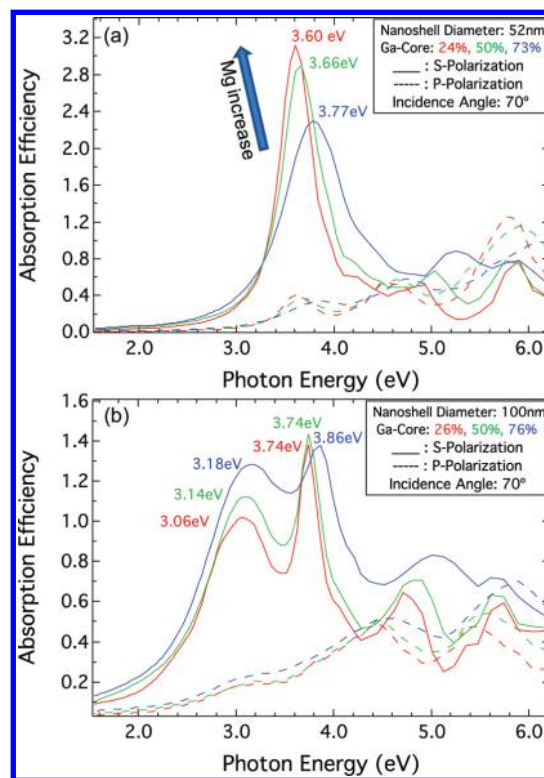 (a)
3.60 eV
3.66eV
3.77eV
Mg increase
Nanoshell Diameter: 52nm
Ga-Core: 24%, 50%, 73%
: S-Polarization
: P-Polarization
Incidence Angle: 70º
Absorption Efficiency
3.2
2.8
2.4
2.0
1.6
1.2
0.8
0.4
0.0
2.0 3.0 4.0 5.0 6.0
Photon Energy (eV)
(b)
3.74eV
3.74eV
3.86eV
3.18eV
3.14eV
3.06eV
Nanoshell Diameter: 100nm
Ga-Core: 26%, 50%, 76%
: S-Polarization
: P-Polarization
Incidence Angle: 70º
Absorption Efficiency
1.6
1.4
1.2
1.0
0.8
0.6
0.4
0.2
2.0 3.0 4.0 5.0 6.0
Photon Energy (eV)